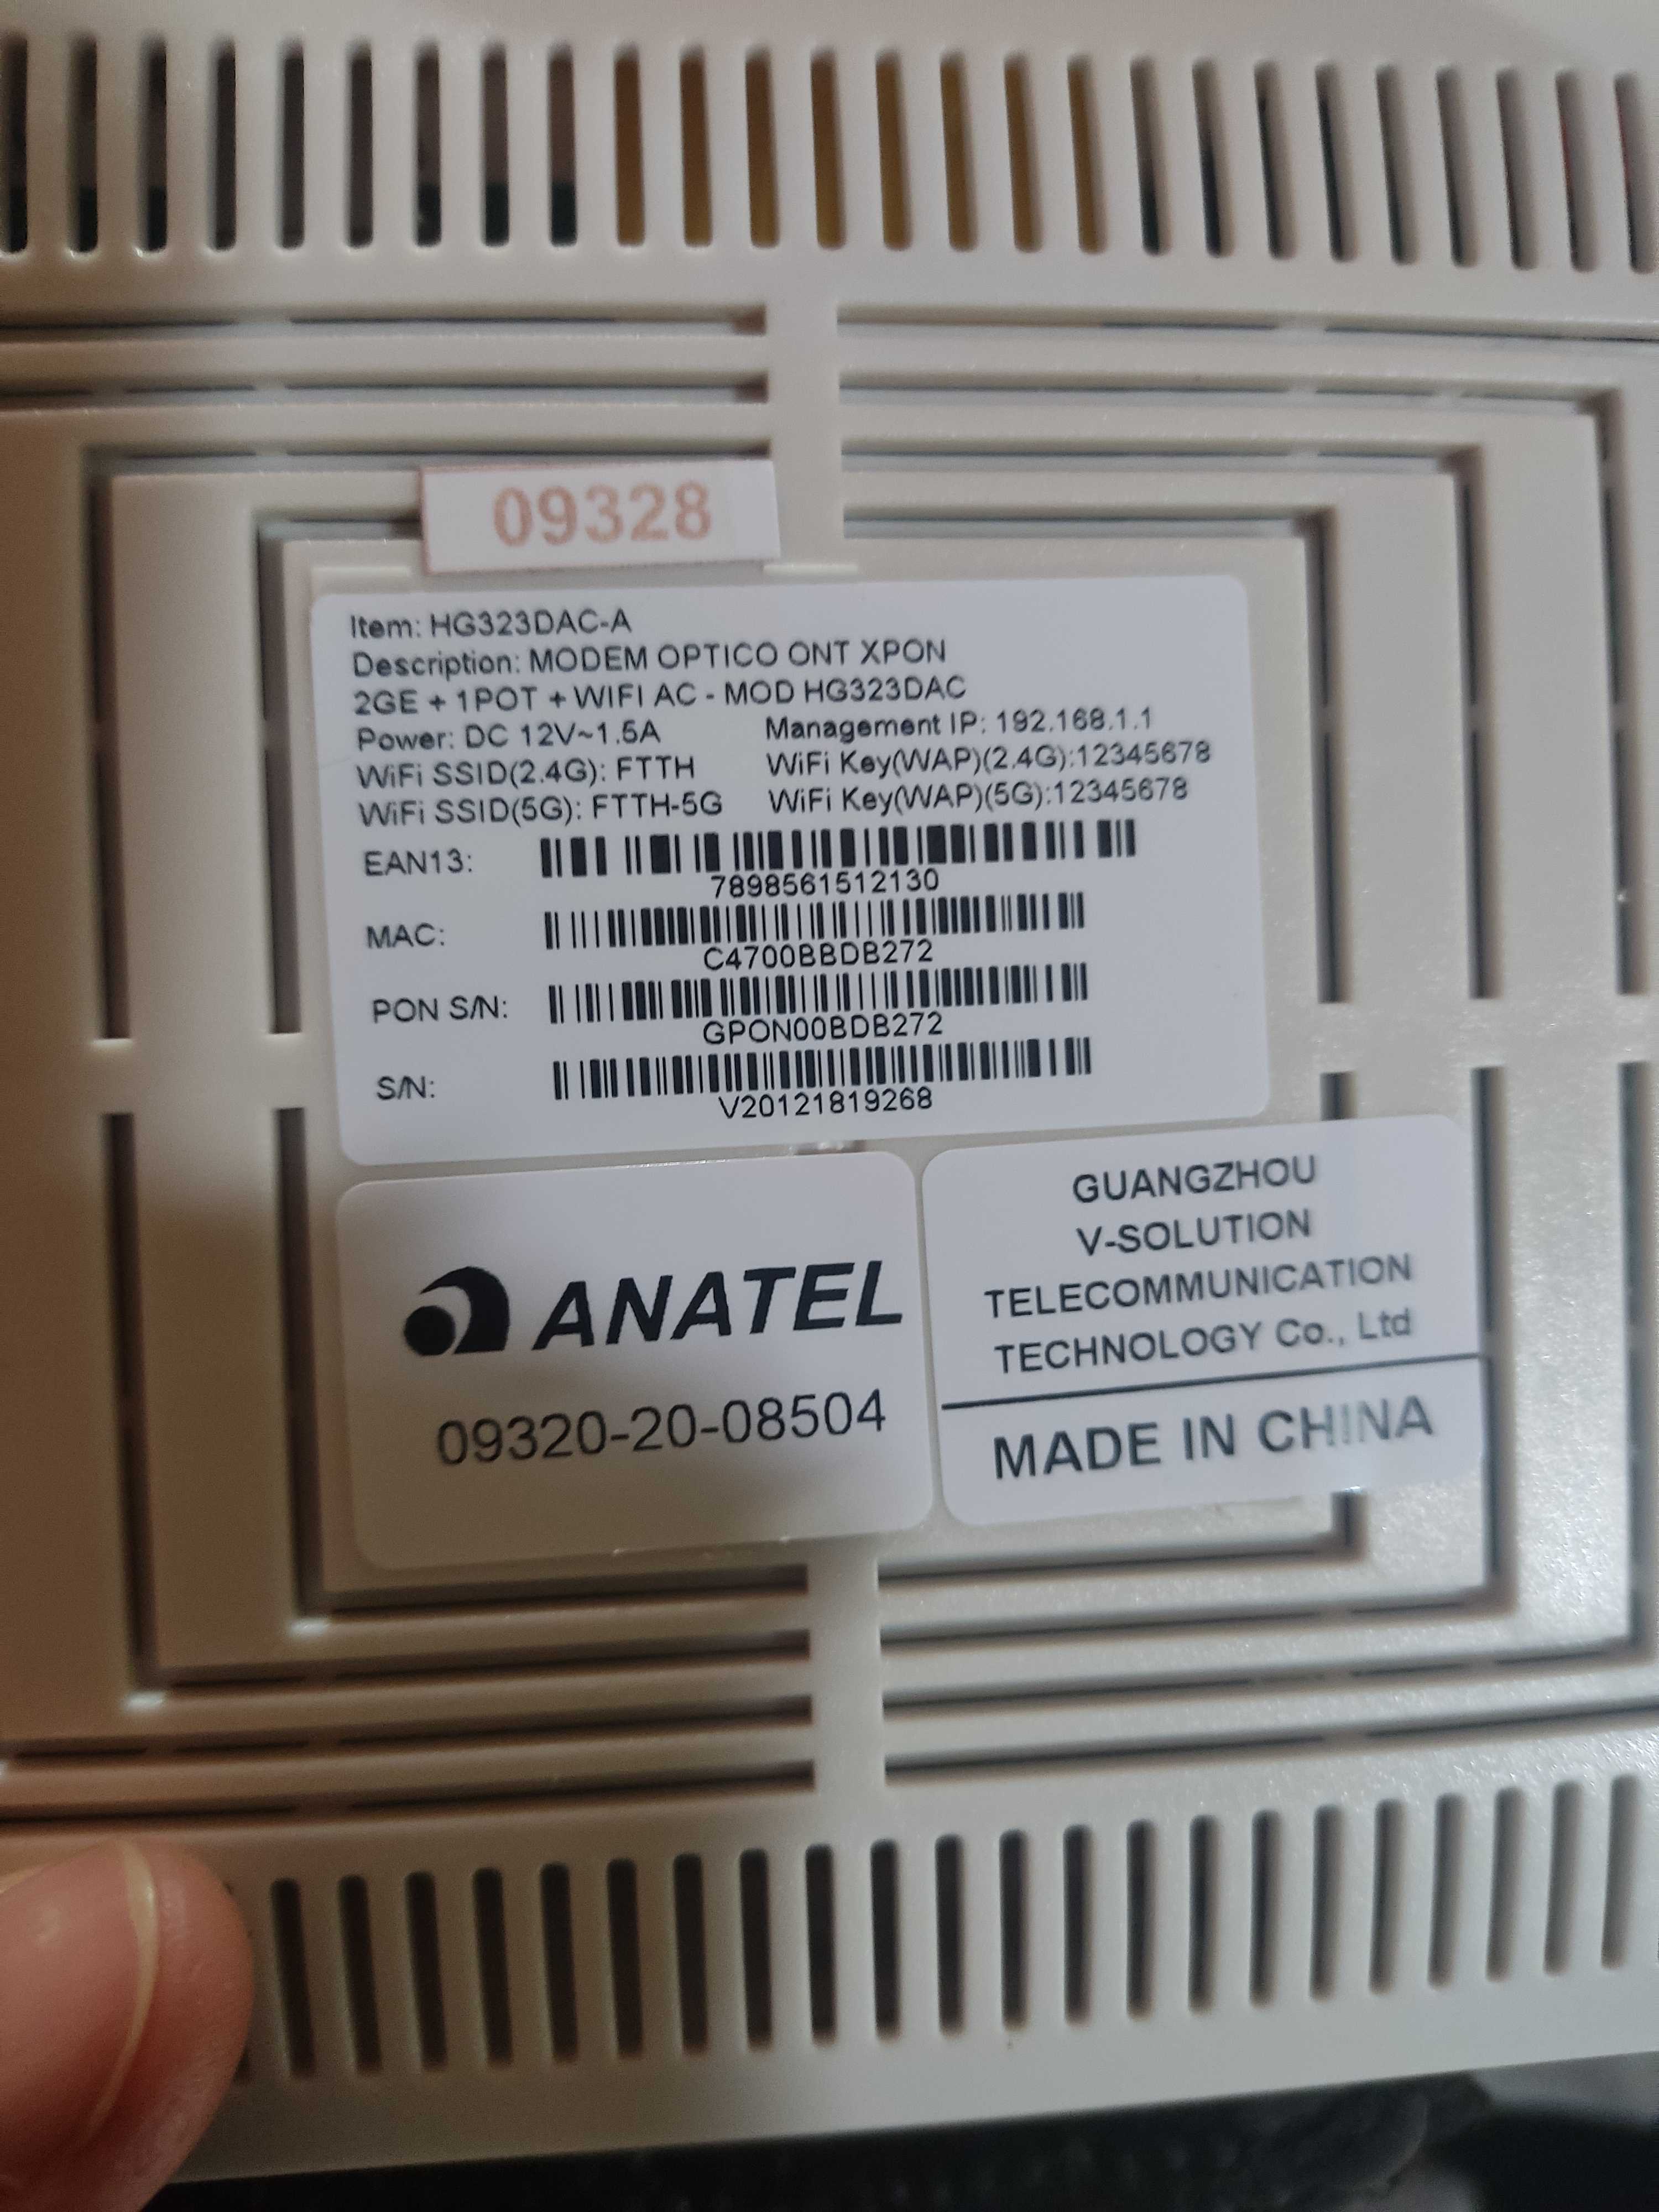 09328
Item: HG323DAC-A
Description: MODEM OPTICO ONT XPON
2GE + 1POT + WIFI AC - MOD HG323DAC
Power: DC 12V~1.5A Management IP: 192.168.1.1
WiFi SSID(2.4G): FTTH WiFi Key(WAP)(2.4G):12345678
WiFi SSID(5G): FTTH-5G WiFi Key(WAP)(5G):12345678
EAN13:
7898561512130
MAC:
C4700BBDB272
PON S/N:
GPON00BDB272
S/N:
V20121819268
ANATEL
09320-20-08504
GUANGZHOU
V-SOLUTION
TELECOMMUNICATION
TECHNOLOGY Co., Ltd
MADE IN CHINA